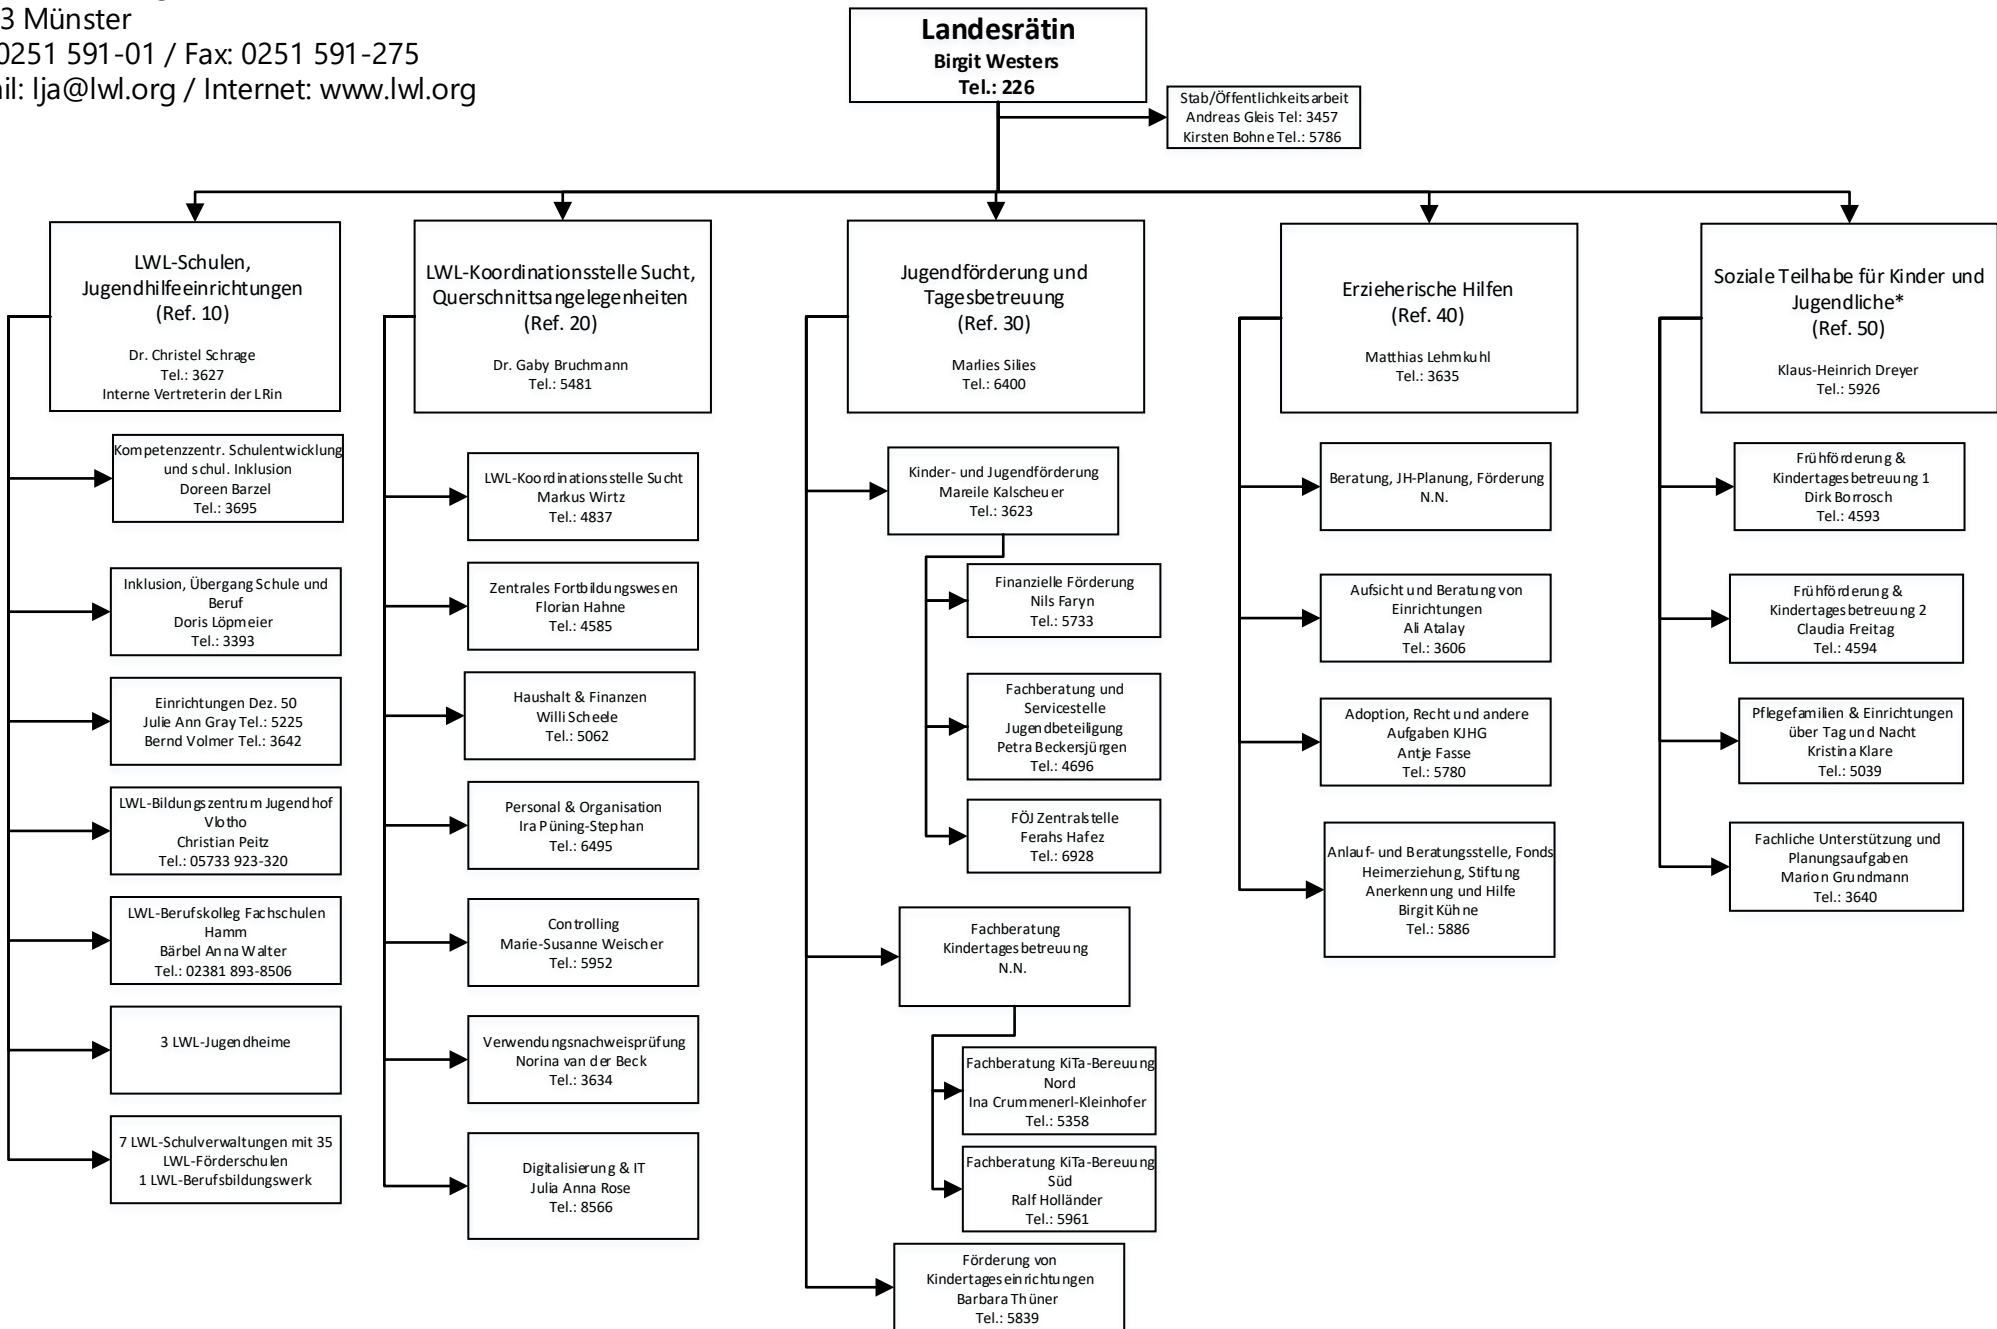 3 Münster
0251 591-01 / Fax: 0251 591-275
il: lja@lwl.org / Internet: www.lwl.org
Landesrätin
Birgit Westers
Tel.: 226
Stab/Öffentlichkeitsarbeit
Andreas Gleis Tel: 3457
Kirsten Bohne Tel.: 5786
LWL-Schulen,
Jugendhilfeeinrichtungen
(Ref. 10)
Dr. Christel Schrage
Tel.: 3627
Interne Vertreterin der LRin
Kompetenzzentr. Schulentwicklung
und schul. Inklusion
Doreen Barzel
Tel.: 3695
Inklusion, Übergang Schule und
Beruf
Doris Löpmeier
Tel.: 3393
Einrichtungen Dez. 50
Julie Ann Gray Tel.: 5225
Bernd Volmer Tel.: 3642
LWL-Bildungszentrum Jugendhof
Vlotho
Christian Peitz
Tel.: 05733 923-320
LWL-Berufskolleg Fachschulen
Hamm
Bärbel Anna Walter
Tel.: 02381 893-8506
3 LWL-Jugendheime
7 LWL-Schulverwaltungen mit 35
LWL-Förderschulen
1 LWL-Berufsbildungswerk
LWL-Koordinationsstelle Sucht,
Querschnittsangelegenheiten
(Ref. 20)
Dr. Gaby Bruchmann
Tel.: 5481
LWL-Koordinationsstelle Sucht
Markus Wirtz
Tel.: 4837
Zentrales Fortbildungswesen
Florian Hahne
Tel.: 4585
Haushalt & Finanzen
Willi Scheele
Tel.: 5062
Personal & Organisation
Ira Püning-Stephan
Tel.: 6495
Controlling
Marie-Susanne Weischer
Tel.: 5952
Verwendungsnachweisprüfung
Norina van der Beck
Tel.: 3634
Digitalisierung & IT
Julia Anna Rose
Tel.: 8566
Jugendförderung und
Tagesbetreuung
(Ref. 30)
Marlies Silies
Tel.: 6400
Kinder- und Jugendförderung
Mareile Kalscheuer
Tel.: 3623
Finanzielle Förderung
Nils Faryn
Tel.: 5733
Fachberatung und
Servicestelle
Jugendbeteiligung
Petra Beckersjürgen
Tel.: 4696
FÖJ Zentralstelle
Ferahs Hafez
Tel.: 6928
Fachberatung
Kindertagesbetreuung
N.N.
Fachberatung KiTa-Bereuung
Nord
Ina Crummenerl-Kleinhofer
Tel.: 5358
Fachberatung KiTa-Bereuung
Süd
Ralf Holländer
Tel.: 5961
Förderung von
Kindertageseinrichtungen
Barbara Thüner
Tel.: 5839
Erzieherische Hilfen
(Ref. 40)
Matthias Lehmkuhl
Tel.: 3635
Beratung, JH-Planung, Förderung
N.N.
Aufsicht und Beratung von
Einrichtungen
Ali Atalay
Tel.: 3606
Adoption, Recht und andere
Aufgaben KJHG
Antje Fasse
Tel.: 5780
Anlauf- und Beratungsstelle, Fonds
Heimerziehung, Stiftung
Anerkennung und Hilfe
Birgit Kühne
Tel.: 5886
Soziale Teilhabe für Kinder und
Jugendliche*
(Ref. 50)
Klaus-Heinrich Dreyer
Tel.: 5926
Frühförderung &
Kindertagesbetreuung 1
Dirk Borrosch
Tel.: 4593
Frühförderung &
Kindertagesbetreuung 2
Claudia Freitag
Tel.: 4594
Pflegefamilien & Einrichtungen
über Tag und Nacht
Kristina Klare
Tel.: 5039
Fachliche Unterstützung und
Planungsaufgaben
Marion Grundmann
Tel.: 3640